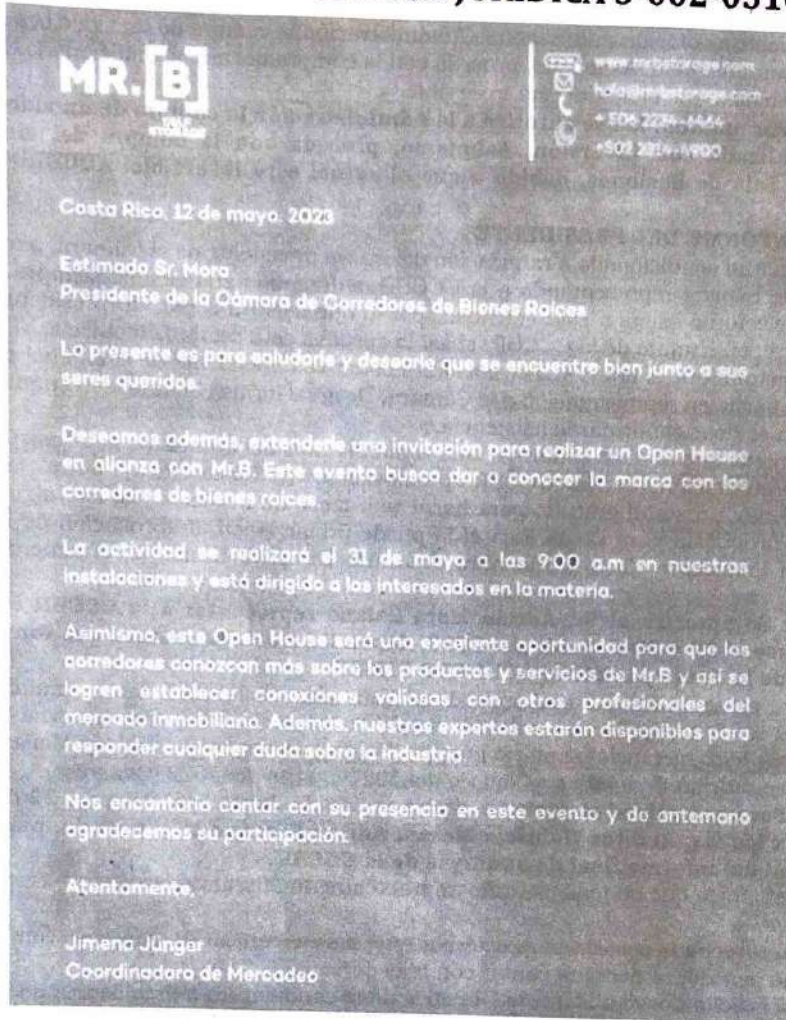 MR.[B]
SELF
STORAGE
www.mrbstorage.com
hola@mrbstorage.com
Costa Rica, 12 de mayo, 2023
Estimado Sr. Mora
Presidente de la Cámara de Corredores de Bienes Raíces
La presente es para saludarle y desearle que se encuentre bien junto a sus
seres queridos.
Deseamos además, extenderle una invitación para realizar un Open House
en alianza con Mr.B. Este evento busca dar a conocer la marca con los
corredores de bienes raíces.
La actividad se realizará el 31 de mayo a las 9:00 a.m en nuestras
instalaciones y está dirigido a los interesados en la materia.
Asimismo, este Open House será una excelente oportunidad para que los
corredores conozcan más sobre los productos y servicios de Mr.B y así se
logren establecer conexiones valiosas con otros profesionales del
mercado inmobiliario. Además, nuestros expertos estarán disponibles para
responder cualquier duda sobre la industria.
Nos encantaría contar con su presencia en este evento y de antemano
agradecemos su participación.
Atentamente,
Jimena Jünger
Coordinadora de Mercadeo